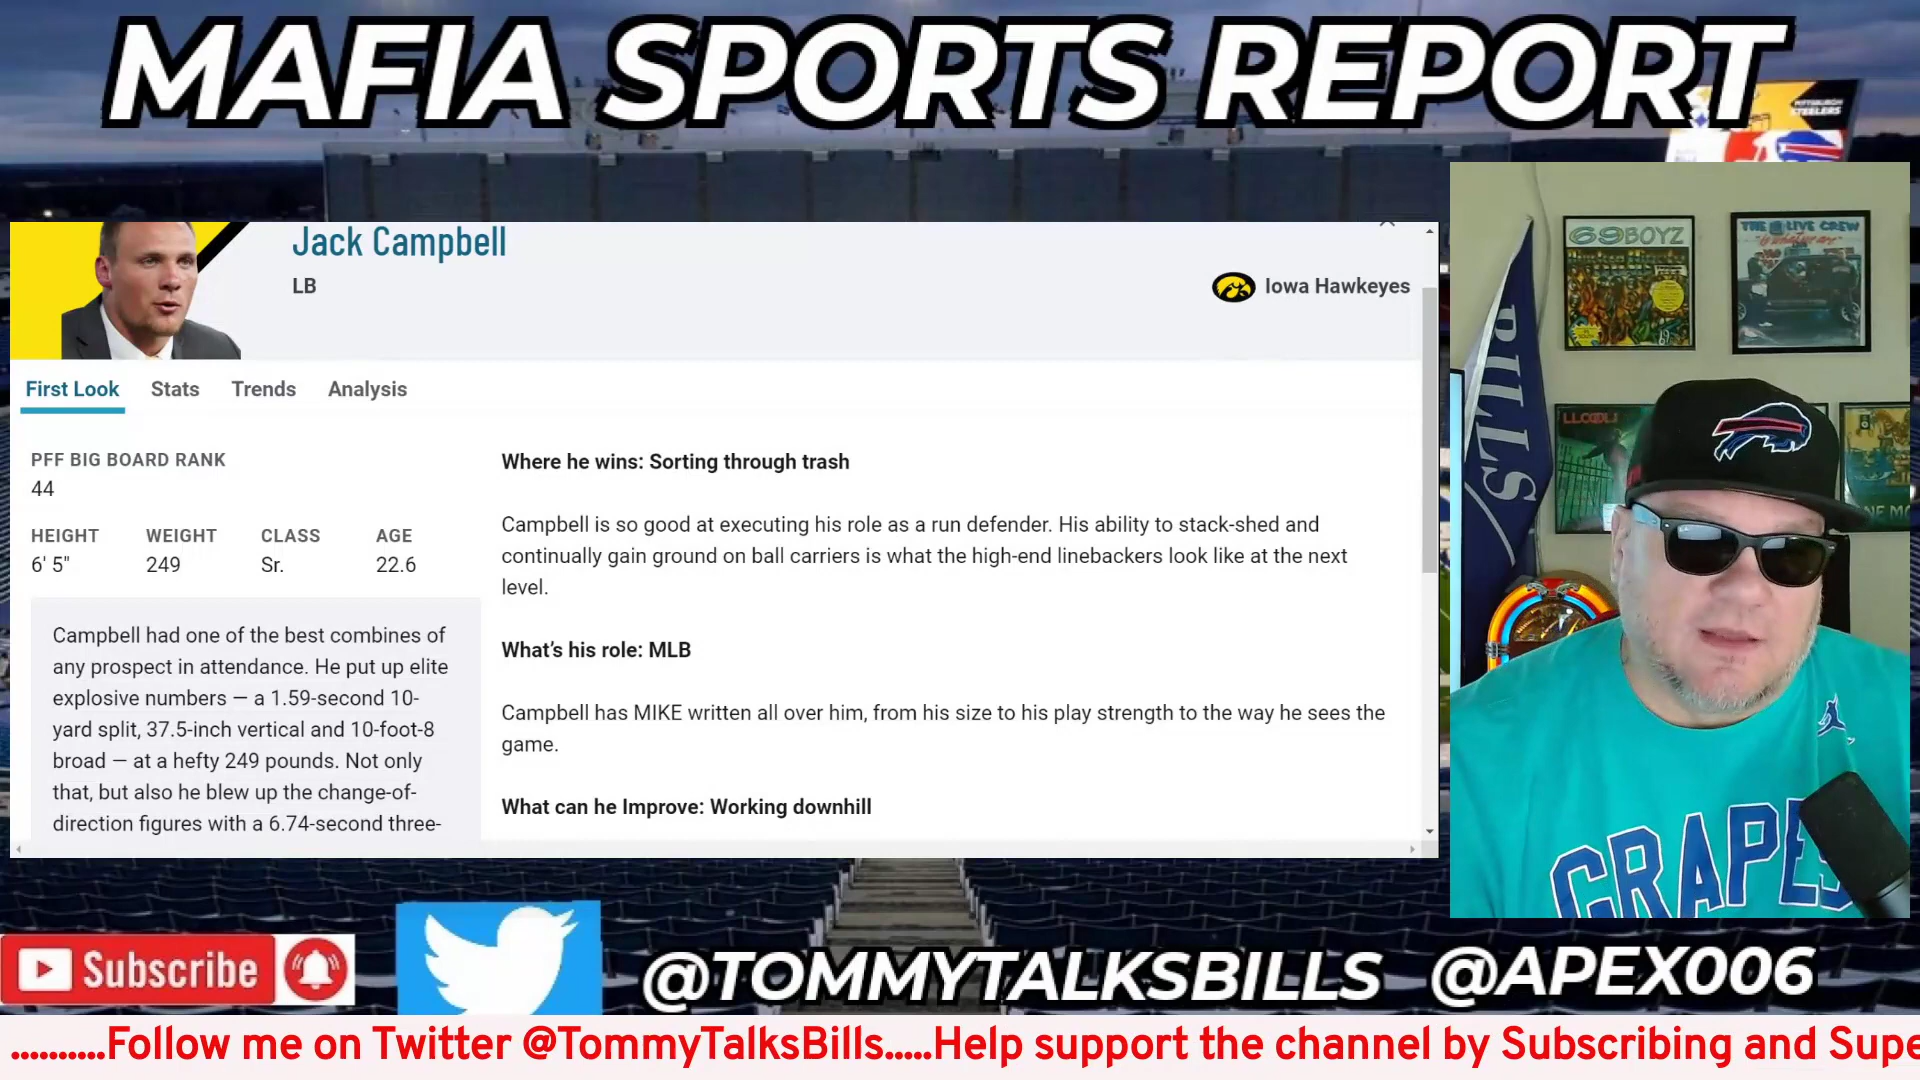 MAFIA SPORTS REPORT
PITTSBURGH
STEELERS
Jack Campbell
LB
Iowa Hawkeyes
First Look Stats Trends Analysis
PFF BIG BOARD RANK
44
HEIGHT WEIGHT CLASS AGE
6' 5" 249 Sr. 22.6
Campbell had one of the best combines of
any prospect in attendance. He put up elite
explosive numbers — a 1.59-second 10-
yard split, 37.5-inch vertical and 10-foot-8
broad — at a hefty 249 pounds. Not only
that, but also he blew up the change-of-
direction figures with a 6.74-second three-
Where he wins: Sorting through trash
Campbell is so good at executing his role as a run defender. His ability to stack-shed and
continually gain ground on ball carriers is what the high-end linebackers look like at the next
level.
What's his role: MLB
Campbell has MIKE written all over him, from his size to his play strength to the way he sees the
game.
What can he Improve: Working downhill
69BOYZ
THE 2 LIVE CREW
LLCOOLJ
BILLS
GRAPES
Subscribe
@TOMMYTALKSBILLS @APEX006
..........Follow me on Twitter @TommyTalksBills.....Help support the channel by Subscribing and Supe